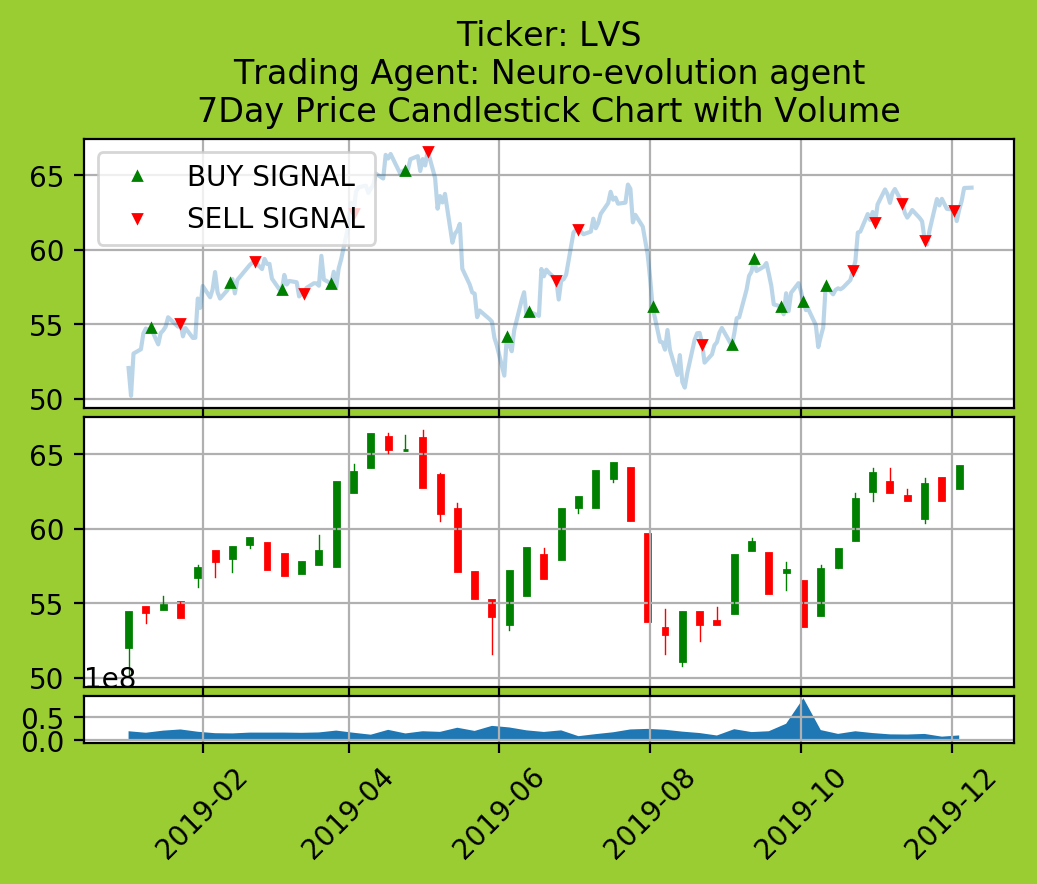 Ticker: LVS
Trading Agent: Neuro-evolution agent
7Day Price Candlestick Chart with Volume
BUY SIGNAL
SELL SIGNAL
65
60
55
50
65
60
55
50
1e8
0.5
0.0
2019-02
2019-04
2019-06
2019-08
2019-10
2019-12